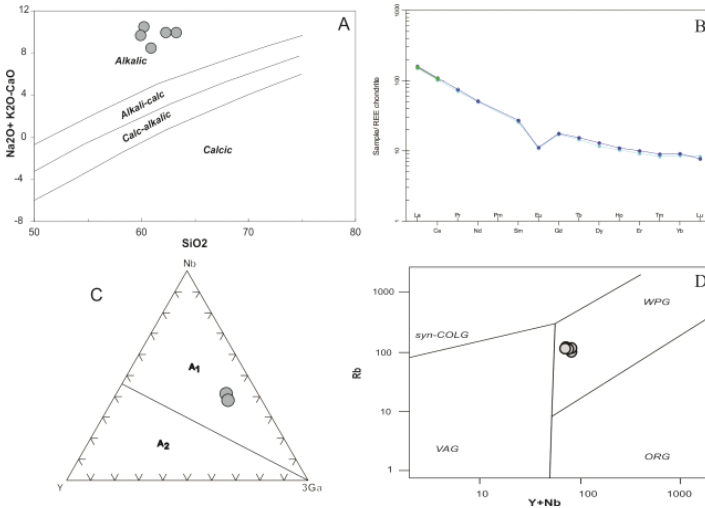 A
12
8
4
0
-4
-8
Na2O+ K2O-CaO
Alkalic
Alkali-calc
Calc-alkalic
Calcic
50
60
70
80
SiO2
B
1000
100
10
1
Sample/ REE chondrite
La
Pr
Pm
Eu
Tb
Ho
Tm
Lu
Ce
Nd
Sm
Gd
Dy
Er
Yb
C
Nb
A1
A2
Y
3Ga
D
1000
100
10
1
Rb
syn-COLG
WPG
VAG
ORG
10
100
1000
Y+Nb